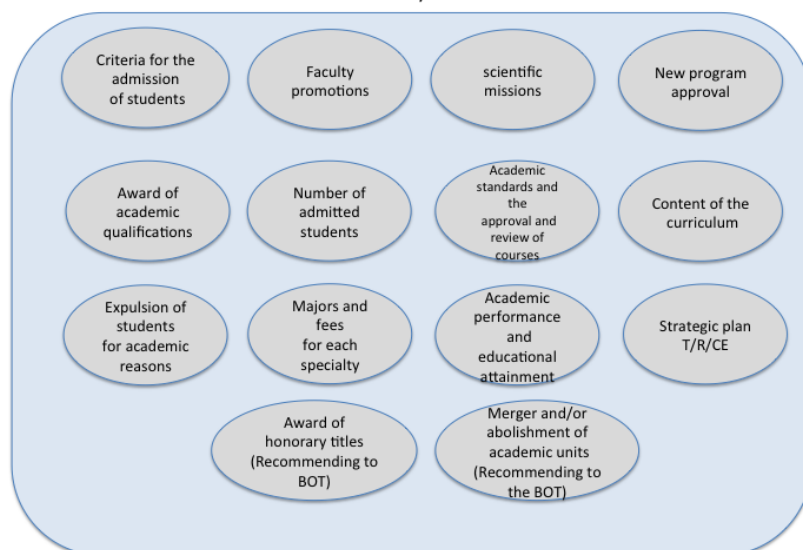 Criteria for the
admission
of students
Faculty
promotions
scientific
missions
New program
approval
Award of
academic
qualifications
Number of
admitted
students
Academic
standards and
the
approval and
review of
courses
Content of the
curriculum
Expulsion of
students
for academic
reasons
Majors and
fees
for each
specialty
Academic
performance
and
educational
attainment
Strategic plan
T/R/CE
Award of
honorary titles
(Recommending to
BOT)
Merger and/or
abolishment of
academic units
(Recommending to
the BOT)